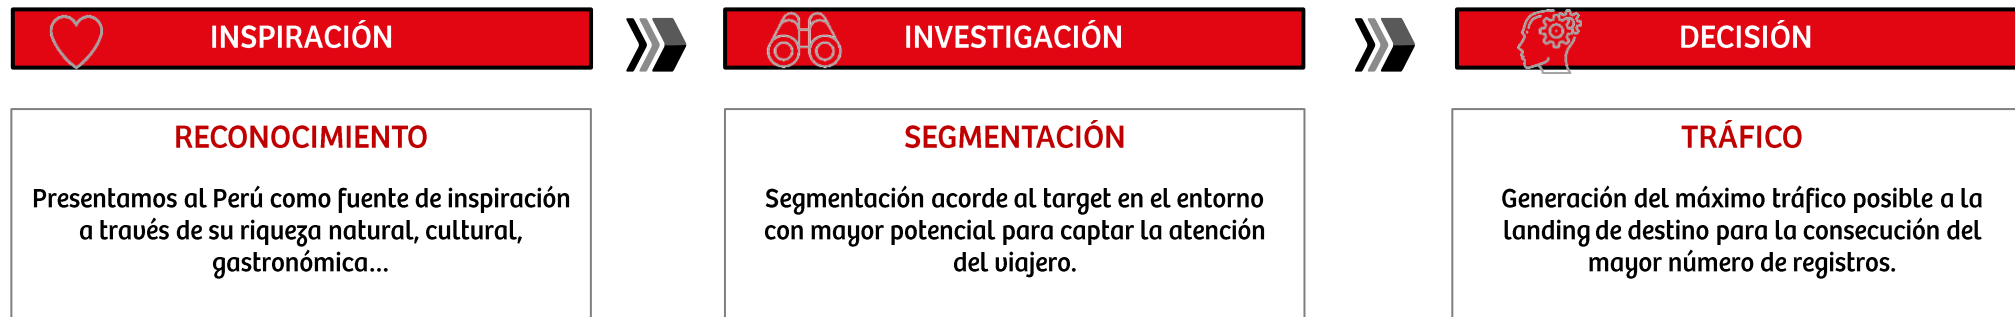 INSPIRACIÓN
INVESTIGACIÓN
DECISIÓN
RECONOCIMIENTO
Presentamos al Perú como fuente de inspiración
a través de su riqueza natural, cultural,
gastronómica...
SEGMENTACIÓN
Segmentación acorde al target en el entorno
con mayor potencial para captar la atención
del viajero.
TRÁFICO
Generación del máximo tráfico posible a la
landing de destino para la consecución del
mayor número de registros.